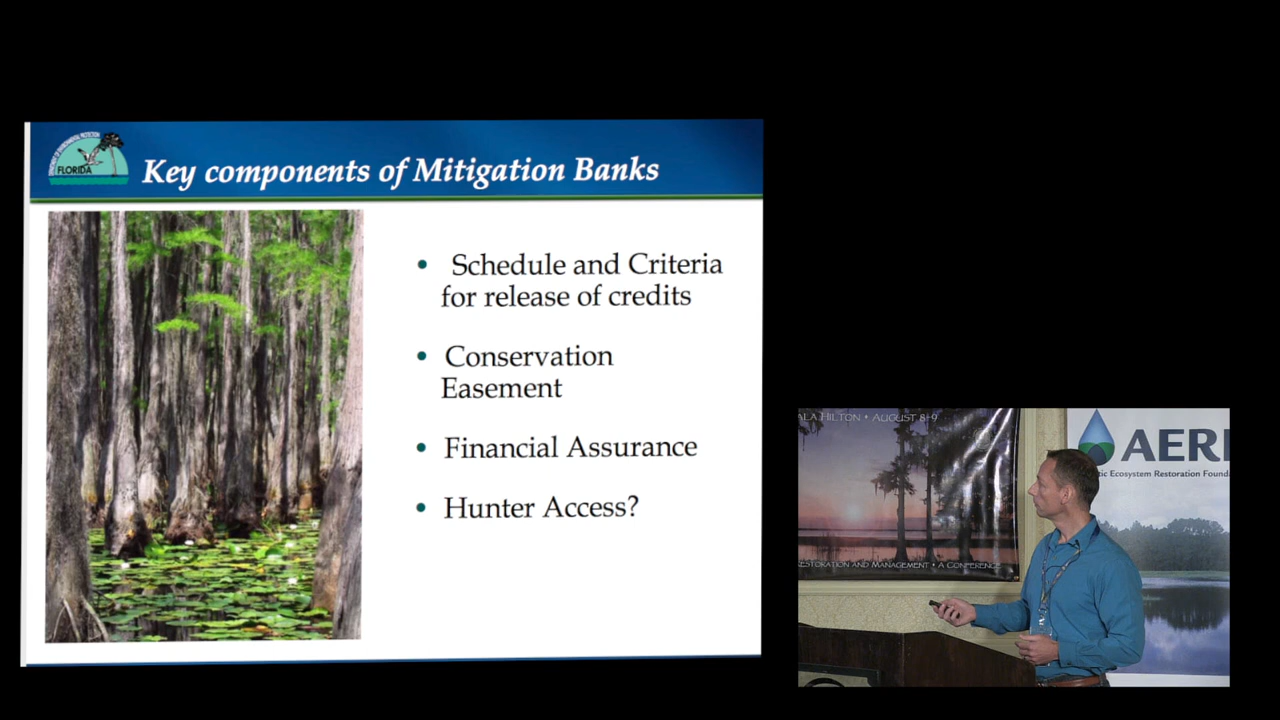 FLORIDA
Key components of Mitigation Banks
• Schedule and Criteria
for release of credits
• Conservation
Easement
• Financial Assurance
• Hunter Access?
ALA HILTON • AUGUST 8-9
ESTORATION AND MANAGEMENT • A CONFERENCE
AERF
tic Ecosystem Restoration Found